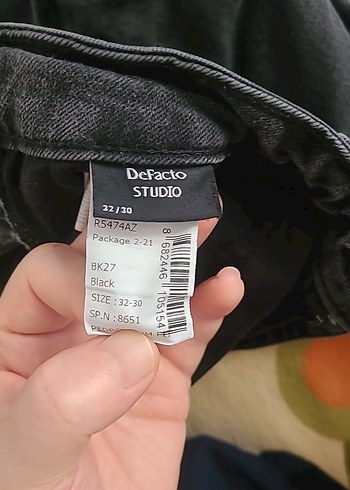 DeFacto
STUDIO
32/30
R5474AZ
Package 2-21
BK27
Black
SIZE : 32-30
SP.N : 8651
8 682446 105154